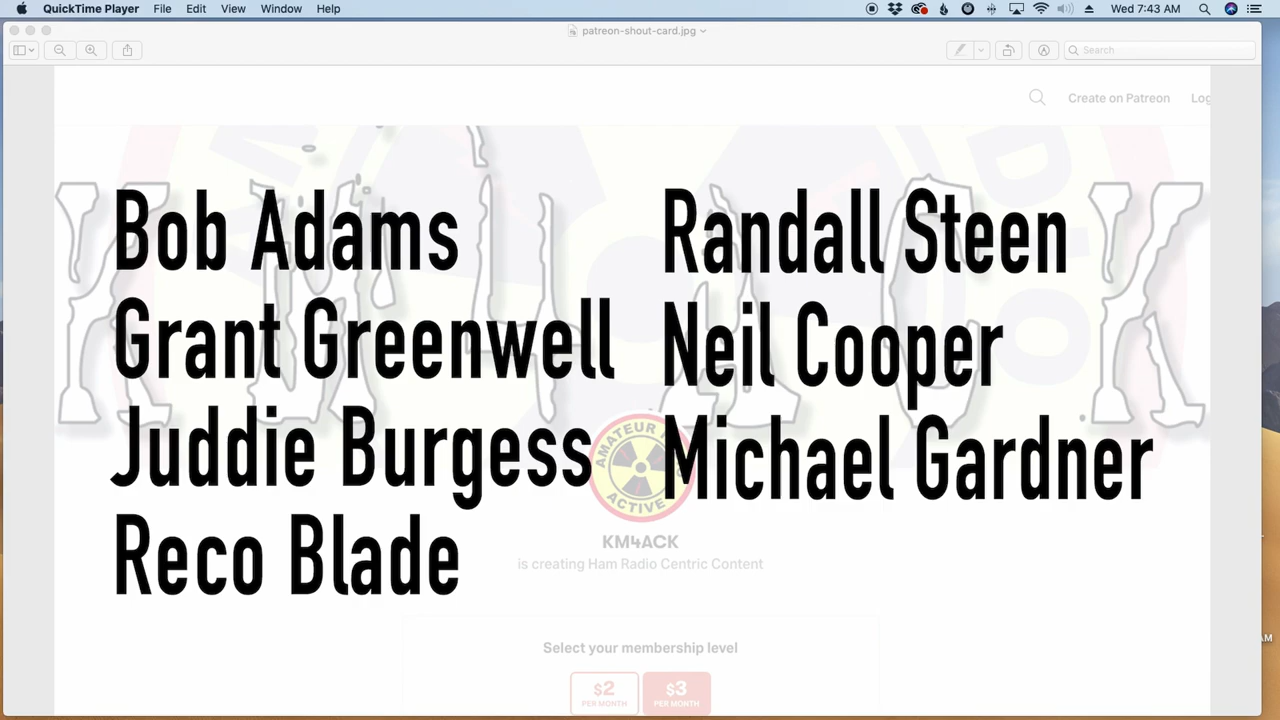 QuickTime Player File Edit View Window Help Wed 7:43 AM
patreon-shout-card.jpg
Search
Create on Patreon Log
Bob Adams
Grant Greenwell
Juddie Burgess
Reco Blade
Randall Steen
Neil Cooper
Michael Gardner
AMATEUR
ACTIVE
KM4ACK
is creating Ham Radio Centric Content
Select your membership level
$2 $3
PER MONTH PER MONTH
AM